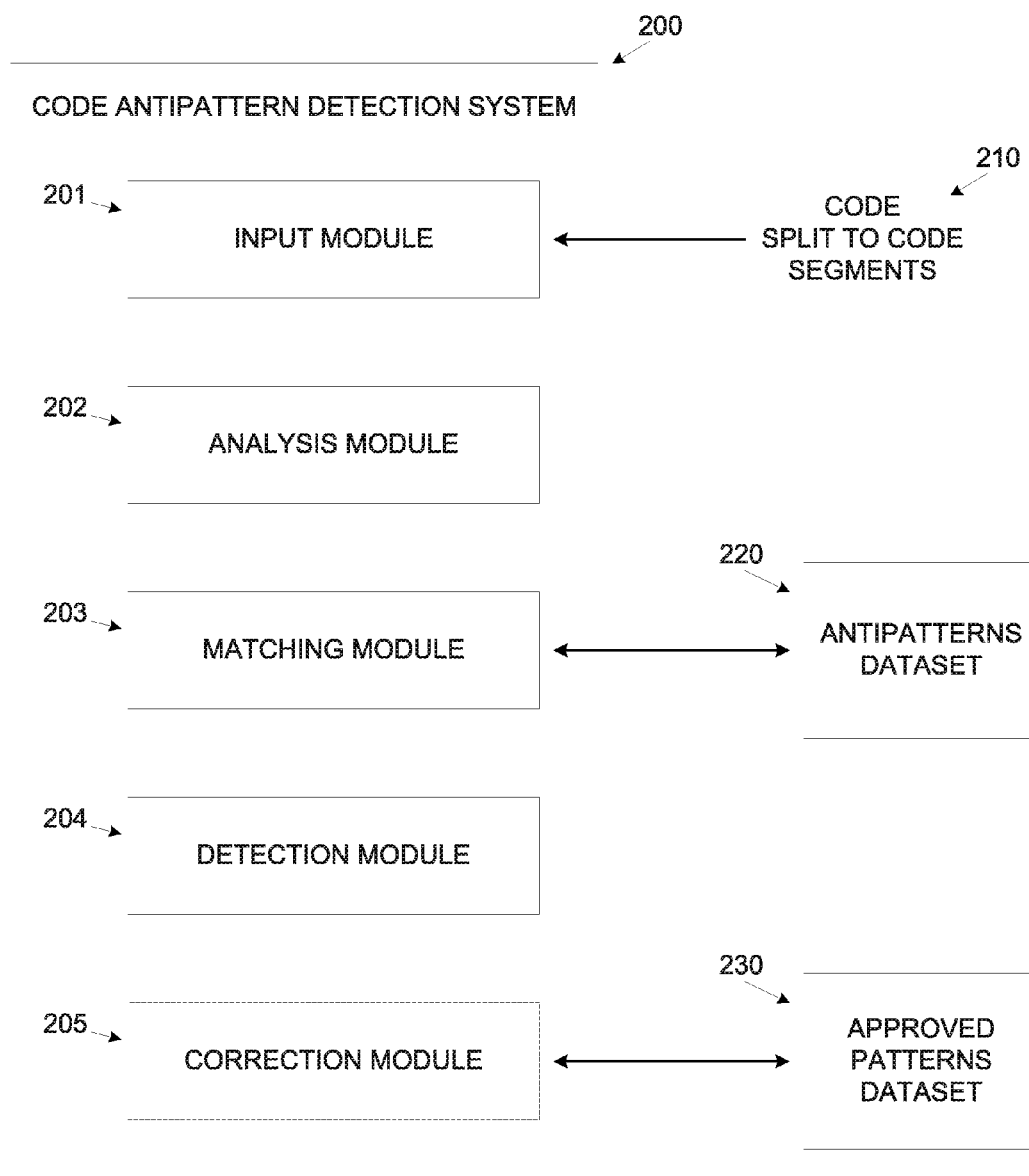 200
CODE ANTIPATTERN DETECTION SYSTEM
210
201
INPUT MODULE
CODE
SPLIT TO CODE
SEGMENTS
202
ANALYSIS MODULE
220
203
MATCHING MODULE
ANTIPATTERNS
DATASET
204
DETECTION MODULE
230
205
CORRECTION MODULE
APPROVED
PATTERNS
DATASET